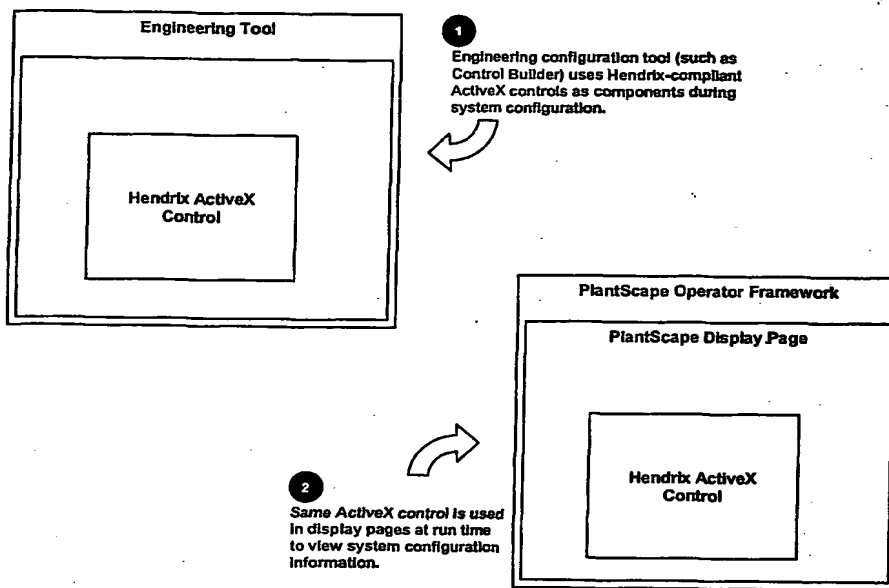 Engineering Tool
1
Engineering configuration tool (such as
Control Builder) uses Hendrix-compliant
ActiveX controls as components during
system configuration.
Hendrix ActiveX
Control
PlantScape Operator Framework
PlantScape Display Page
Hendrix ActiveX
Control
2
Same ActiveX control is used
in display pages at run time
to view system configuration
information.